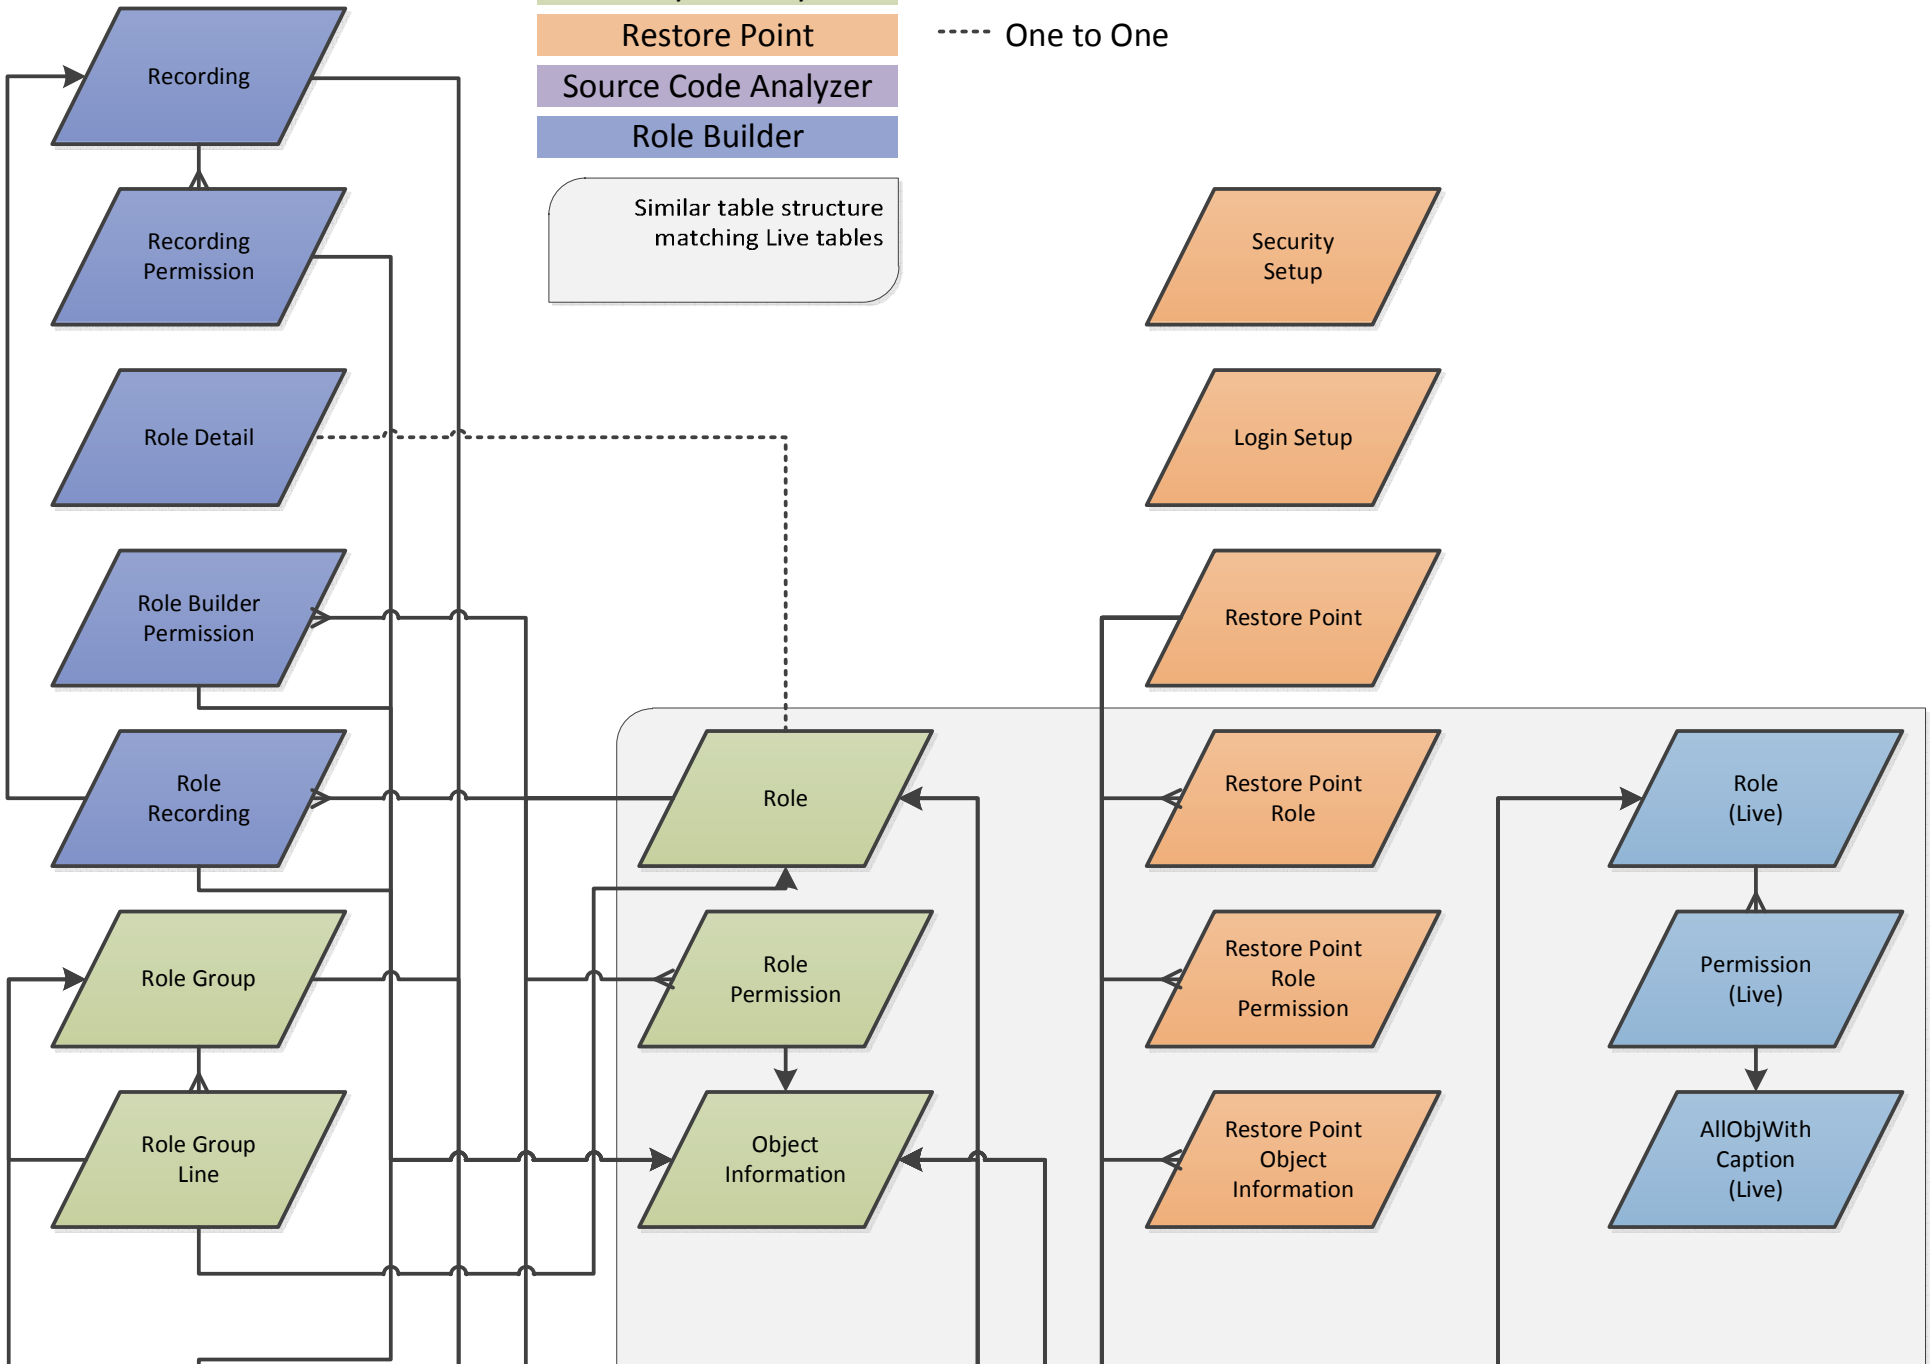 Restore Point
One to One
Source Code Analyzer
Role Builder
Similar table structure
matching Live tables
Recording
Recording
Permission
Security
Setup
Role Detail
Login Setup
Role Builder
Permission
Restore Point
Role
Recording
Role
Restore Point
Role
Role
(Live)
Role Group
Role
Permission
Restore Point
Role
Permission
Permission
(Live)
Role Group
Line
Object
Information
Restore Point
Object
Information
AllObjWith
Caption
(Live)